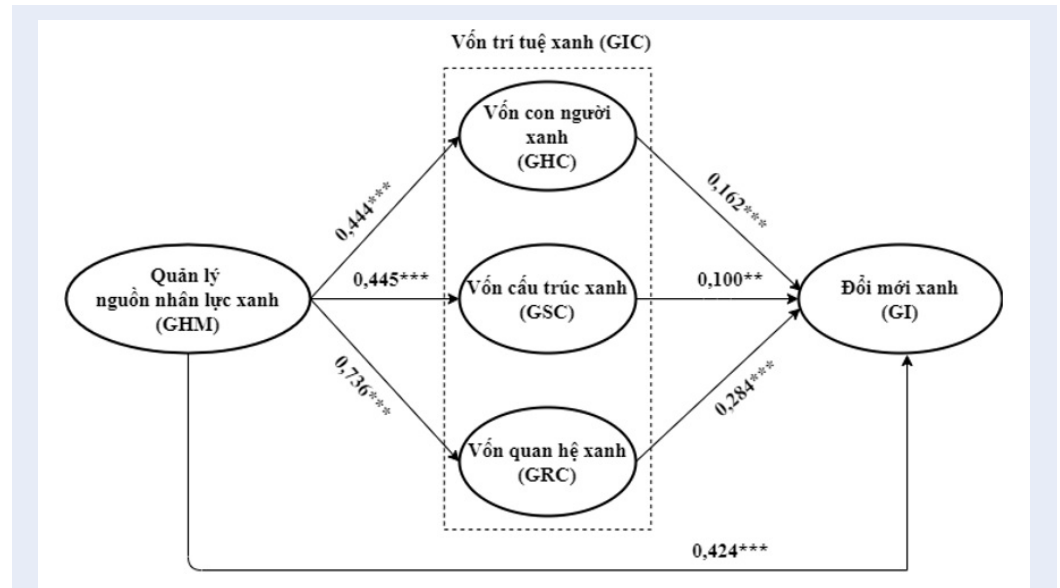 Vốn trí tuệ xanh (GIC)
Vốn con người
xanh
(GHC)
0,444***
0,162***
Quản lý
nguồn nhân lực xanh
(GHM)
0,445***
Vốn cấu trúc xanh
(GSC)
0,100**
Đổi mới xanh
(GI)
0,736***
0,284***
Vốn quan hệ xanh
(GRC)
0,424***